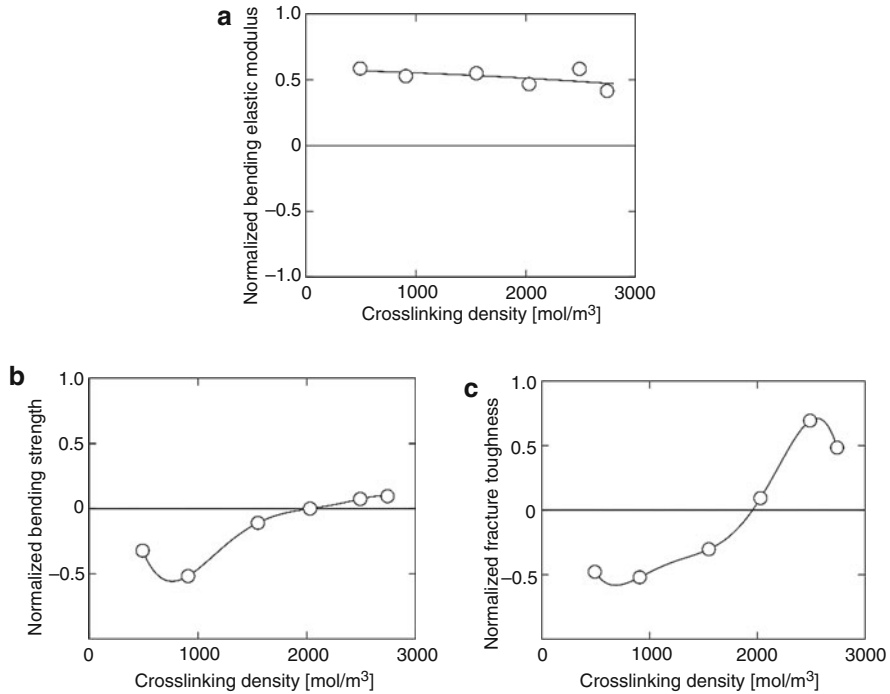 a
Normalized bending elastic modulus
1.0
0.5
0
−0.5
−1.0
0 1000 2000 3000
Crosslinking density [mol/m³]
b
Normalized bending strength
1.0
0.5
0
−0.5
0 1000 2000 3000
Crosslinking density [mol/m³]
c
Normalized fracture toughness
1.0
0.5
0
−0.5
0 1000 2000 3000
Crosslinking density [mol/m³]